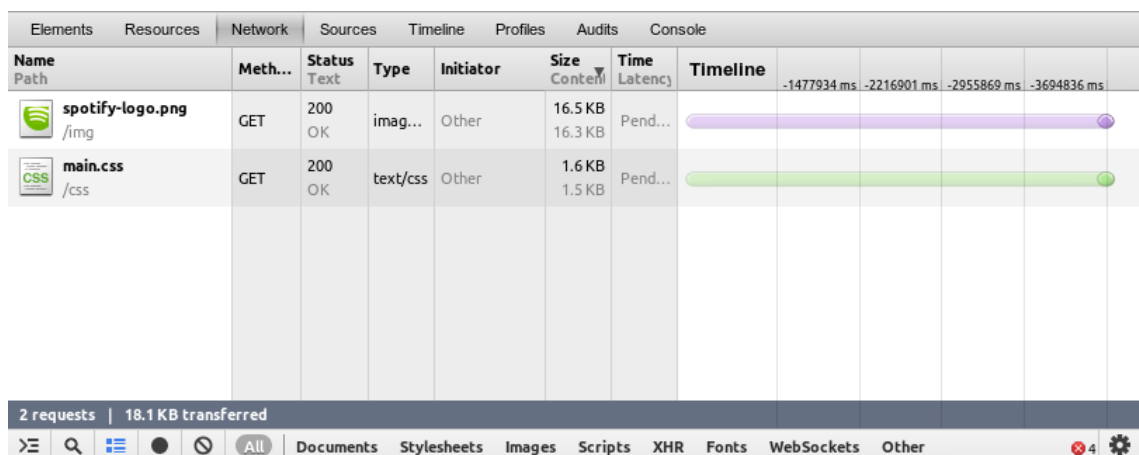 Elements Resources Network Sources Timeline Profiles Audits Console
Name Meth... Status Type Initiator Size Time Timeline
Path Text Content Latency -1477934 ms -2216901 ms -2955869 ms -3694836 ms
spotify-logo.png GET 200 imag... Other 16.5 KB Pend...
/img OK 16.3 KB
main.css GET 200 text/css Other 1.6 KB Pend...
/css OK 1.5 KB
CSS
2 requests | 18.1 KB transferred
All Documents Stylesheets Images Scripts XHR Fonts WebSockets Other 4